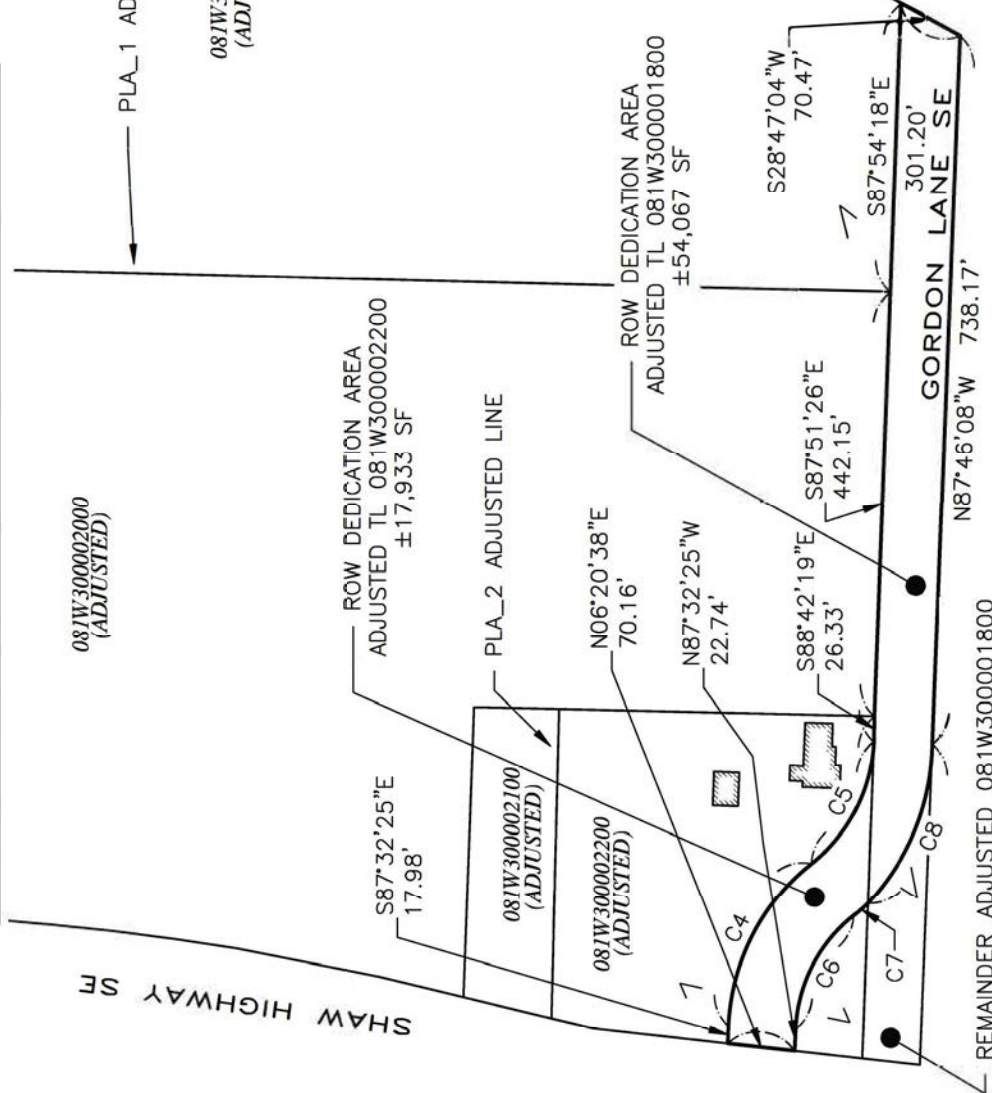 PLA_1 AD
081W3
(ADJ
081W300002000
(ADJUSTED)
ROW DEDICATION AREA
ADJUSTED TL 081W300002200
±17,933 SF
PLA_2 ADJUSTED LINE
N06°20'38"E
70.16'
N87°32'25"W
22.74'
S88°42'19"E
26.33'
S87°51'26"E
442.15'
ROW DEDICATION AREA
ADJUSTED TL 081W300001800
±54,067 SF
S28°47'04"W
70.47'
S87°54'18"E
301.20'
GORDON LANE SE
N87°46'08"W 738.17'
S87°32'25"E
17.98'
081W300002100
(ADJUSTED)
081W300002200
(ADJUSTED)
SHAW HIGHWAY SE
C4
C5
C6
C7
C8
REMAINDER ADJUSTED 081W300001800